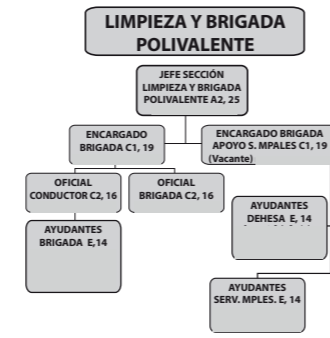 LIMPIEZA Y BRIGADA
POLIVALENTE
JEFE SECCIÓN
LIMPIEZA Y BRIGADA
POLIVALENTE A2, 25
ENCARGADO
BRIGADA C1, 19
ENCARGADO BRIGADA
APOYO S. MPALES C1, 19
(Vacante)
OFICIAL
CONDUCTOR C2, 16
OFICIAL
BRIGADA C2, 16
AYUDANTES
BRIGADA E,14
AYUDANTES
DEHESA E, 14
AYUDANTES
SERV. MPLES. E, 14